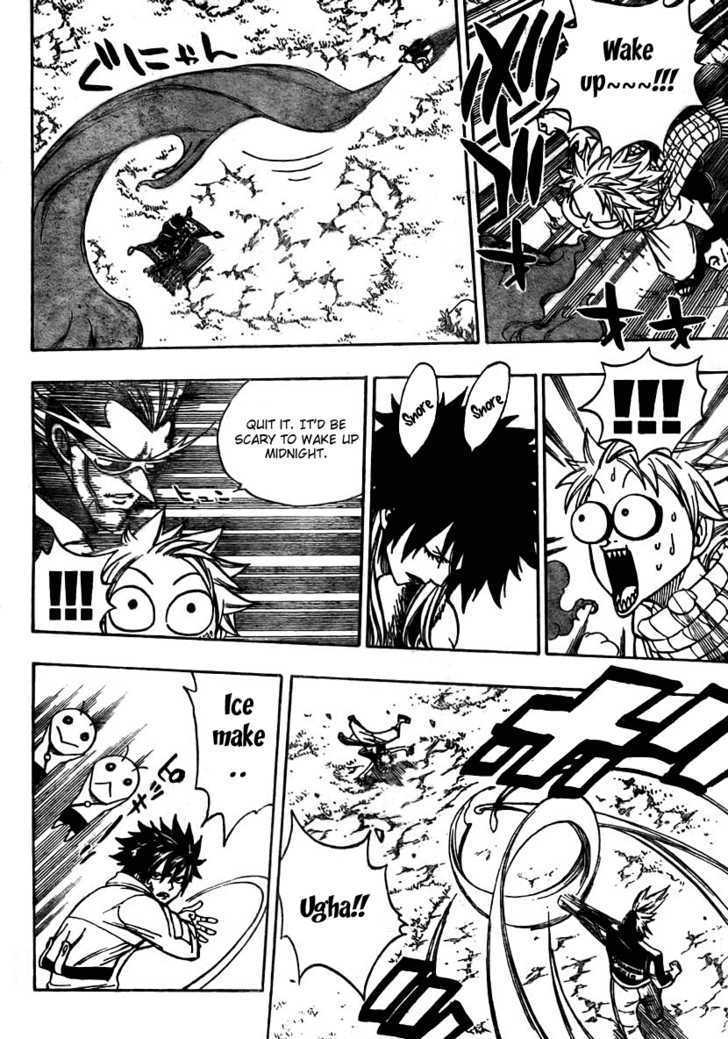 Wake
up~~~!!!
ぐにゃん
!!!
Snore
Snore
QUIT IT. IT'D BE
SCARY TO WAKE UP
MIDNIGHT.
!!!
Ugha!!
Ice
make
..